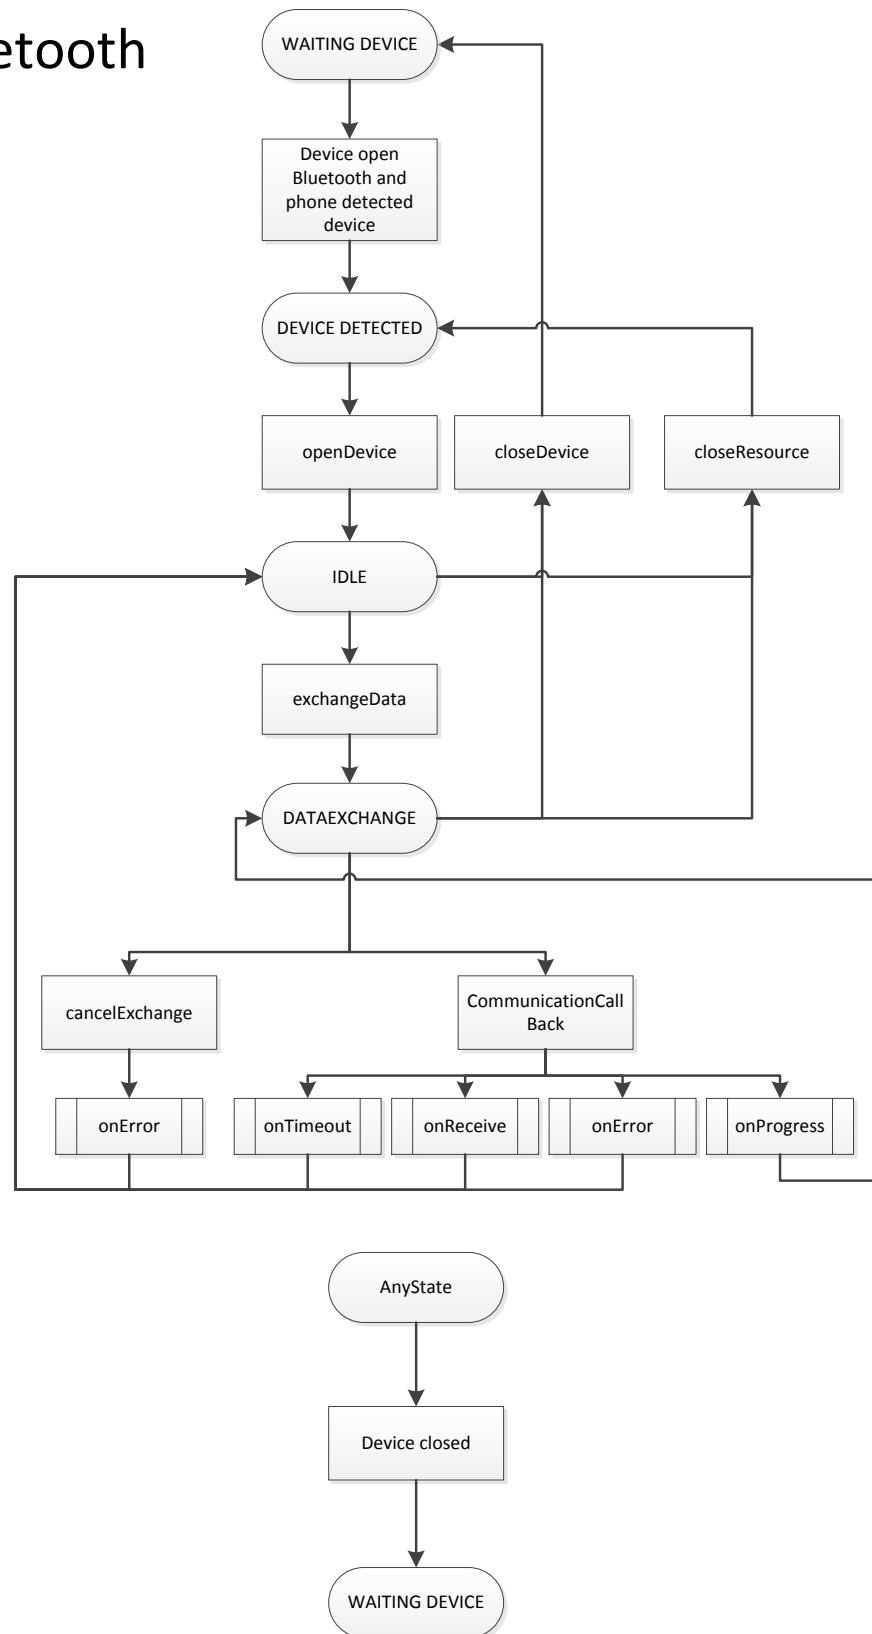 etooth
WAITING DEVICE
Device open
Bluetooth and
phone detected
device
DEVICE DETECTED
openDevice
closeDevice
closeResource
IDLE
exchangeData
DATAEXCHANGE
cancelExchange
CommunicationCall
Back
onError
onTimeout
onReceive
onError
onProgress
AnyState
Device closed
WAITING DEVICE